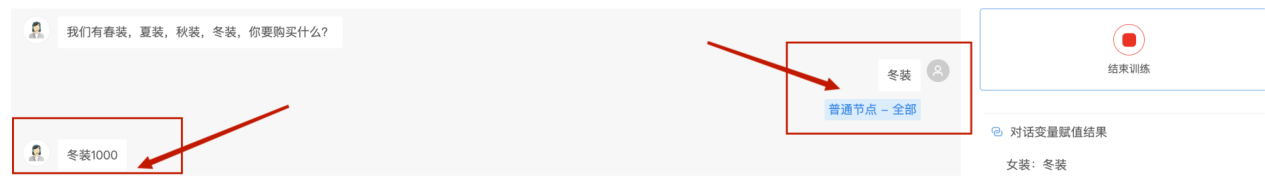 我们有春装，夏装，秋装，冬装，你要购买什么?
冬装
普通节点 – 全部
冬装1000
结束训练
对话变量赋值结果
女装：冬装